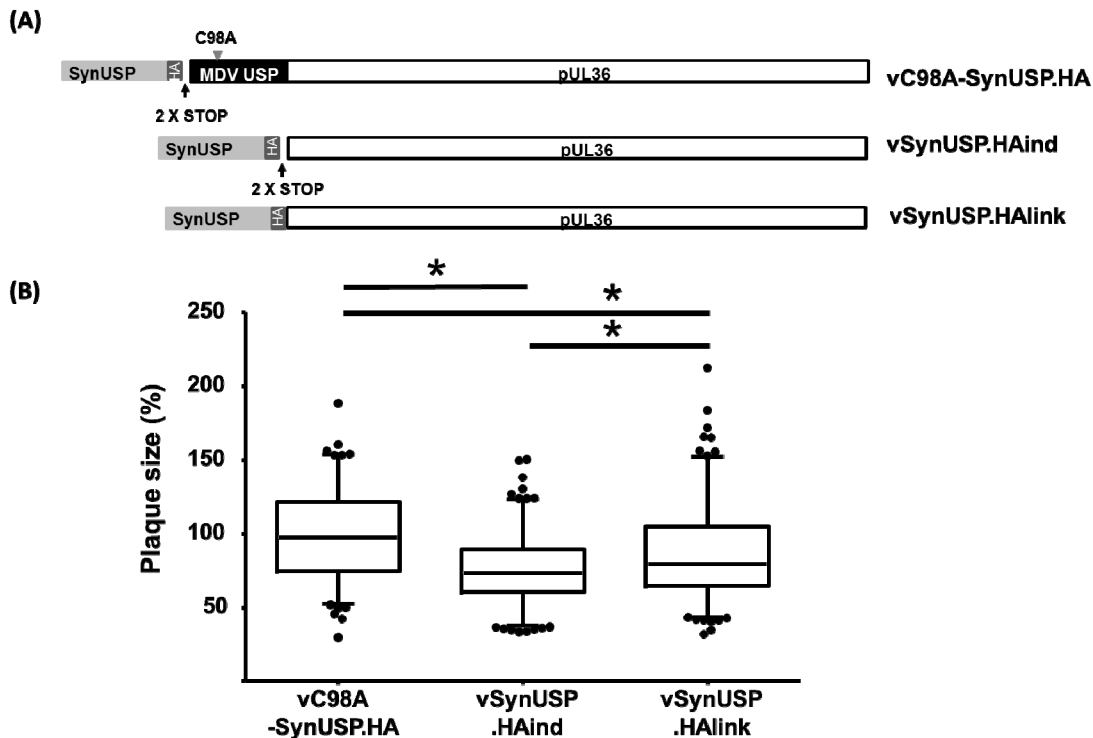 (A)
C98A
SynUSP HA MDV USP pUL36 vC98A-SynUSP.HA
2 X STOP
SynUSP HA pUL36 vSynUSP.HAind
2 X STOP
SynUSP HA pUL36 vSynUSP.HAlink
(B)
*
*
*
250
200
150
100
50
Plaque size (%)
vC98A vSynUSP vSynUSP
-SynUSP.HA .HAind .HAlink